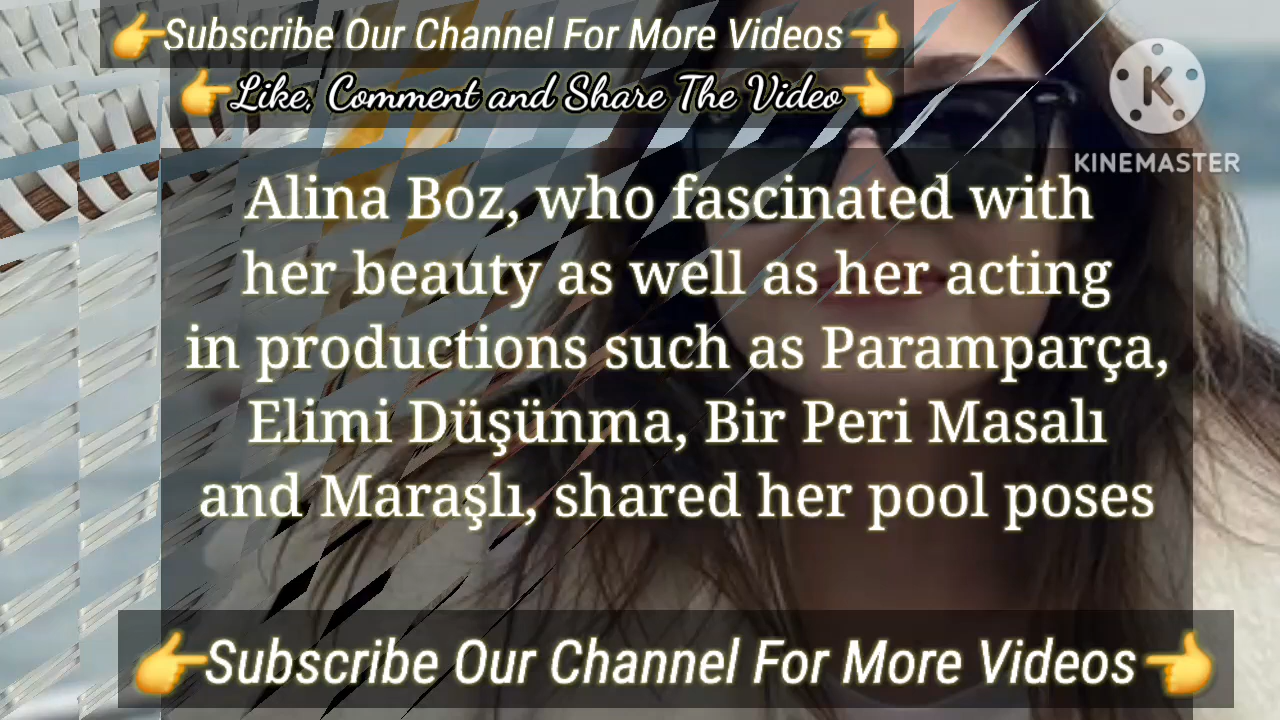 👉Subscribe Our Channel For More Videos👈
👉Like, Comment and Share The Video👈
KINEMASTER
Alina Boz, who fascinated with
her beauty as well as her acting
in productions such as Paramparça,
Elimi Düşünma, Bir Peri Masalı
and Maraşlı, shared her pool poses
👉Subscribe Our Channel For More Videos👈